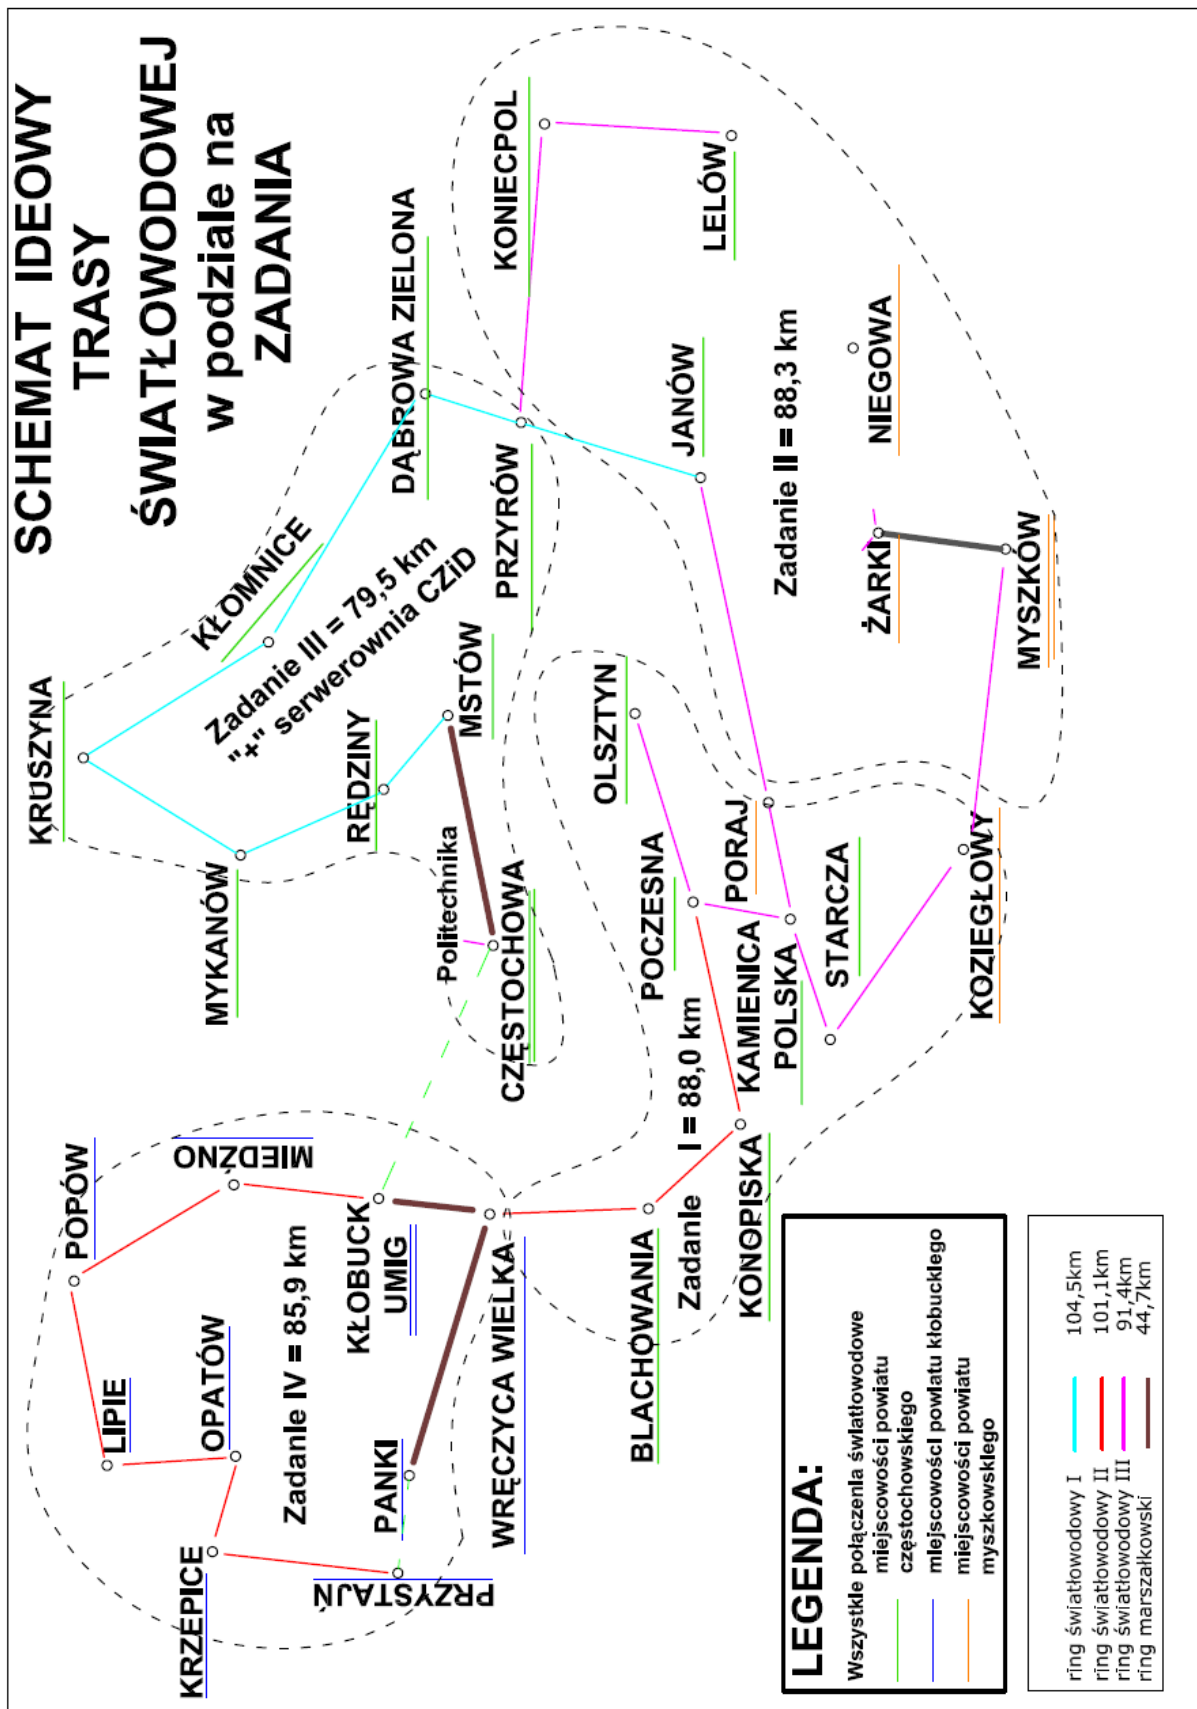 SCHEMAT IDEOWY
TRASY
ŚWIATŁOWODOWEJ
w podziale na
ZADANIA
KRUSZYNA
KŁOMNICE
DĄBROWA ZIELONA
KONIECPOL
LELÓW
Zadanie III = 79,5 km
"+" serwerownia CZiD
MYKANÓW
RĘDZINY
MSTÓW
PRZYRÓW
JANÓW
Zadanie II = 88,3 km
NIEGOWA
ŻARKI
MYSZKÓW
Politechnika
CZĘSTOCHOWA
OLSZTYN
POCZESNA
PORAJ
KAMIENICA
POLSKA
STARCZA
KOZIEGŁOWY
POPÓW
MIEDŹNO
LIPIE
OPATÓW
KŁOBUCK
UMIG
Zadanie IV = 85,9 km
KRZEPICE
PRZYSTAJŃ
PANKI
WRĘCZYCA WIELKA
BLACHOWANIA
Zadanie I = 88,0 km
KONOPISKA
LEGENDA:
Wszystkie połączenia światłowodowe
miejscowości powiatu
częstochowskiego
miejscowości powiatu kłobuckiego
miejscowości powiatu
myszkowskiego
ring światłowodowy I 104,5km
ring światłowodowy II 101,1km
ring światłowodowy III 91,4km
ring marszałkowski 44,7km